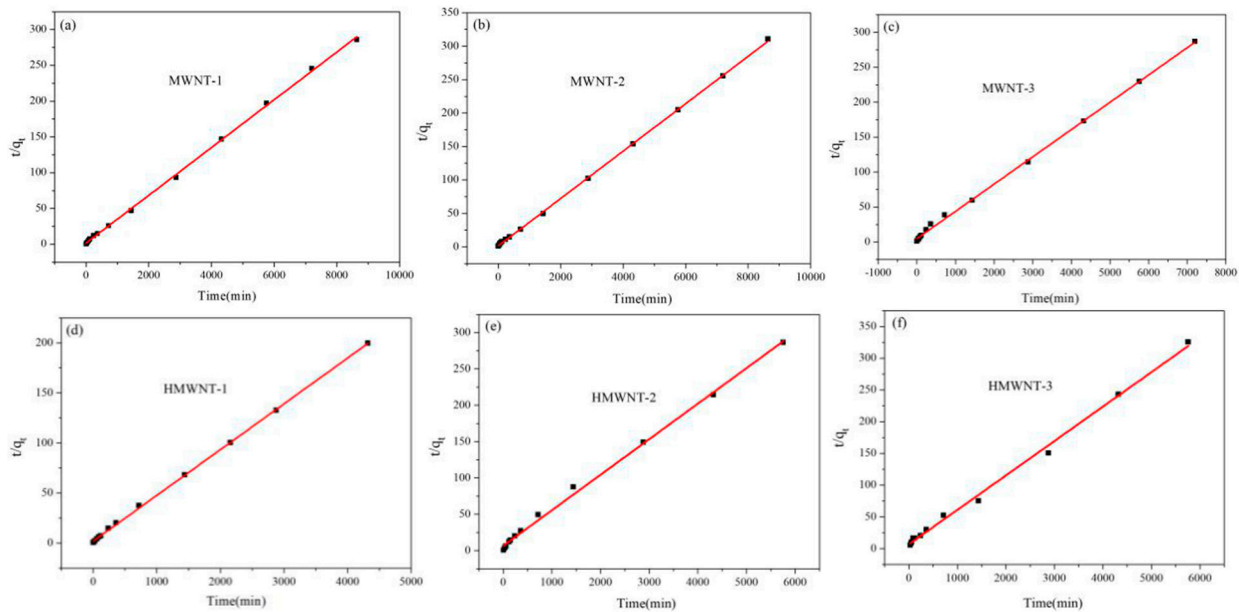 (a)
MWNT-1
t/qt
300
250
200
150
100
50
0
0 2000 4000 6000 8000 10000
Time(min)
(b)
MWNT-2
t/qt
350
300
250
200
150
100
50
0
-50
0 2000 4000 6000 8000 10000
Time(min)
(c)
MWNT-3
t/qt
300
250
200
150
100
50
0
-1000 0 1000 2000 3000 4000 5000 6000 7000 8000
Time(min)
(d)
HMWNT-1
t/qt
200
150
100
50
0
0 1000 2000 3000 4000 5000
Time(min)
(e)
HMWNT-2
t/qt
300
250
200
150
100
50
0
0 1000 2000 3000 4000 5000 6000
Time(min)
(f)
HMWNT-3
t/qt
350
300
250
200
150
100
50
0
0 1000 2000 3000 4000 5000 6000
Time(min)